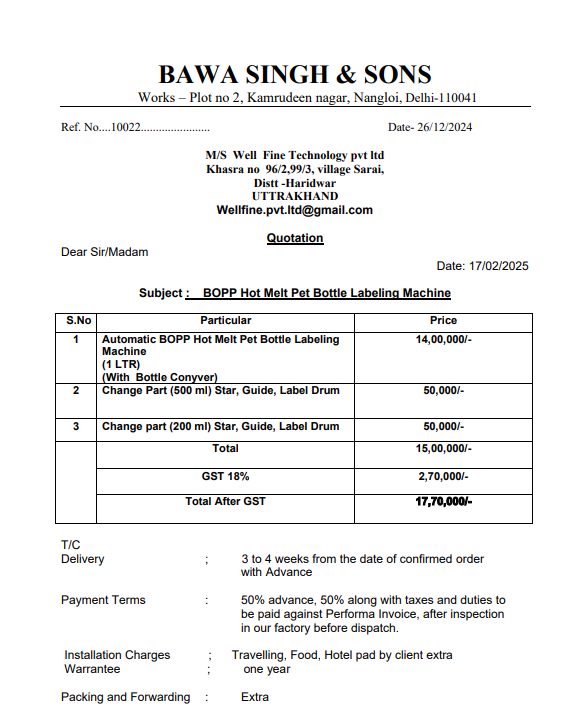 BAWA SINGH & SONS
Works – Plot no 2, Kamrudeen nagar, Nangloi, Delhi-110041
Ref. No....10022....................... Date- 26/12/2024
M/S Well Fine Technology pvt ltd
Khasra no 96/2,99/3, village Sarai,
Distt -Haridwar
UTTRAKHAND
Wellfine.pvt.ltd@gmail.com
Quotation
Dear Sir/Madam
Date: 17/02/2025
Subject : BOPP Hot Melt Pet Bottle Labeling Machine
S.No Particular Price
1 Automatic BOPP Hot Melt Pet Bottle Labeling 14,00,000/-
Machine
(1 LTR)
(With Bottle Conyver)
2 Change Part (500 ml) Star, Guide, Label Drum 50,000/-
3 Change part (200 ml) Star, Guide, Label Drum 50,000/-
Total 15,00,000/-
GST 18% 2,70,000/-
Total After GST 17,70,000/-
T/C
Delivery ; 3 to 4 weeks from the date of confirmed order
with Advance
Payment Terms : 50% advance, 50% along with taxes and duties to
be paid against Performa Invoice, after inspection
in our factory before dispatch.
Installation Charges ; Travelling, Food, Hotel pad by client extra
Warrantee ; one year
Packing and Forwarding : Extra